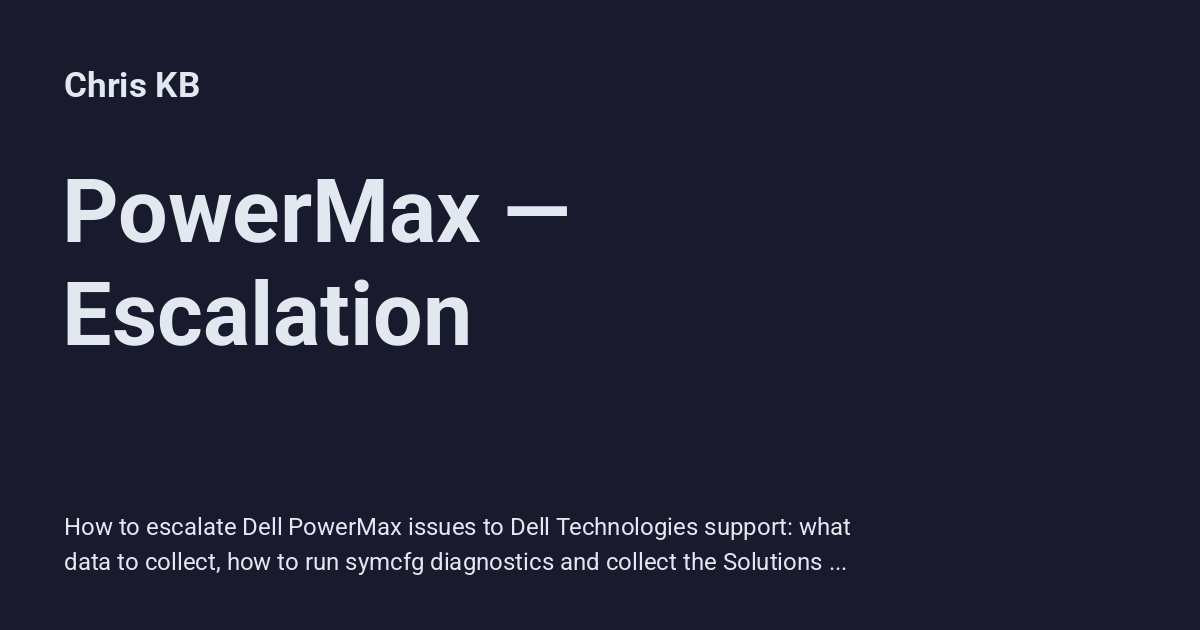 Chris KB
PowerMax —
Escalation
How to escalate Dell PowerMax issues to Dell Technologies support: what
data to collect, how to run symcfg diagnostics and collect the Solutions ...